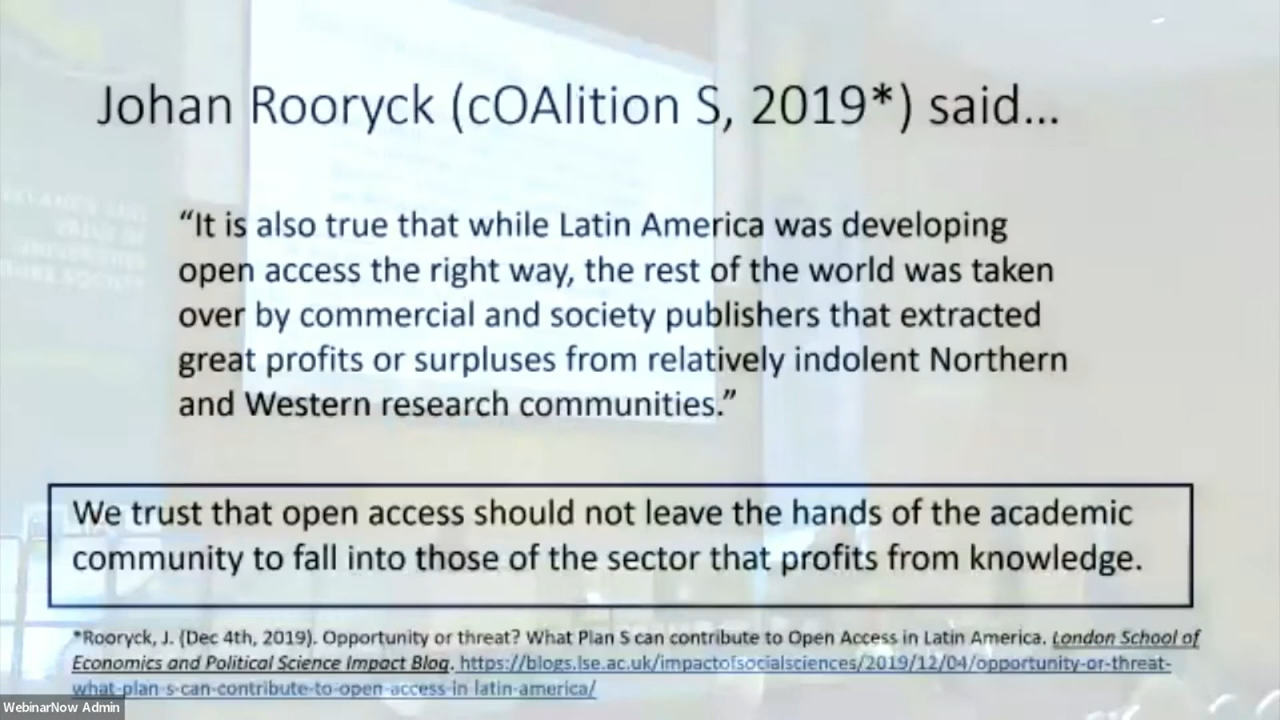 Johan Rooryck (cOAlition S, 2019*) said...
“It is also true that while Latin America was developing
open access the right way, the rest of the world was taken
over by commercial and society publishers that extracted
great profits or surpluses from relatively indolent Northern
and Western research communities.”
We trust that open access should not leave the hands of the academic
community to fall into those of the sector that profits from knowledge.
*Rooryck, J. (Dec 4th, 2019). Opportunity or threat? What Plan S can contribute to Open Access in Latin America. London School of
Economics and Political Science Impact Blog. https://blogs.lse.ac.uk/impactofsocialsciences/2019/12/04/opportunity-or-threat-
what-plan-s-can-contribute-to-open-access-in-latin-america/
WebinarNow Admin